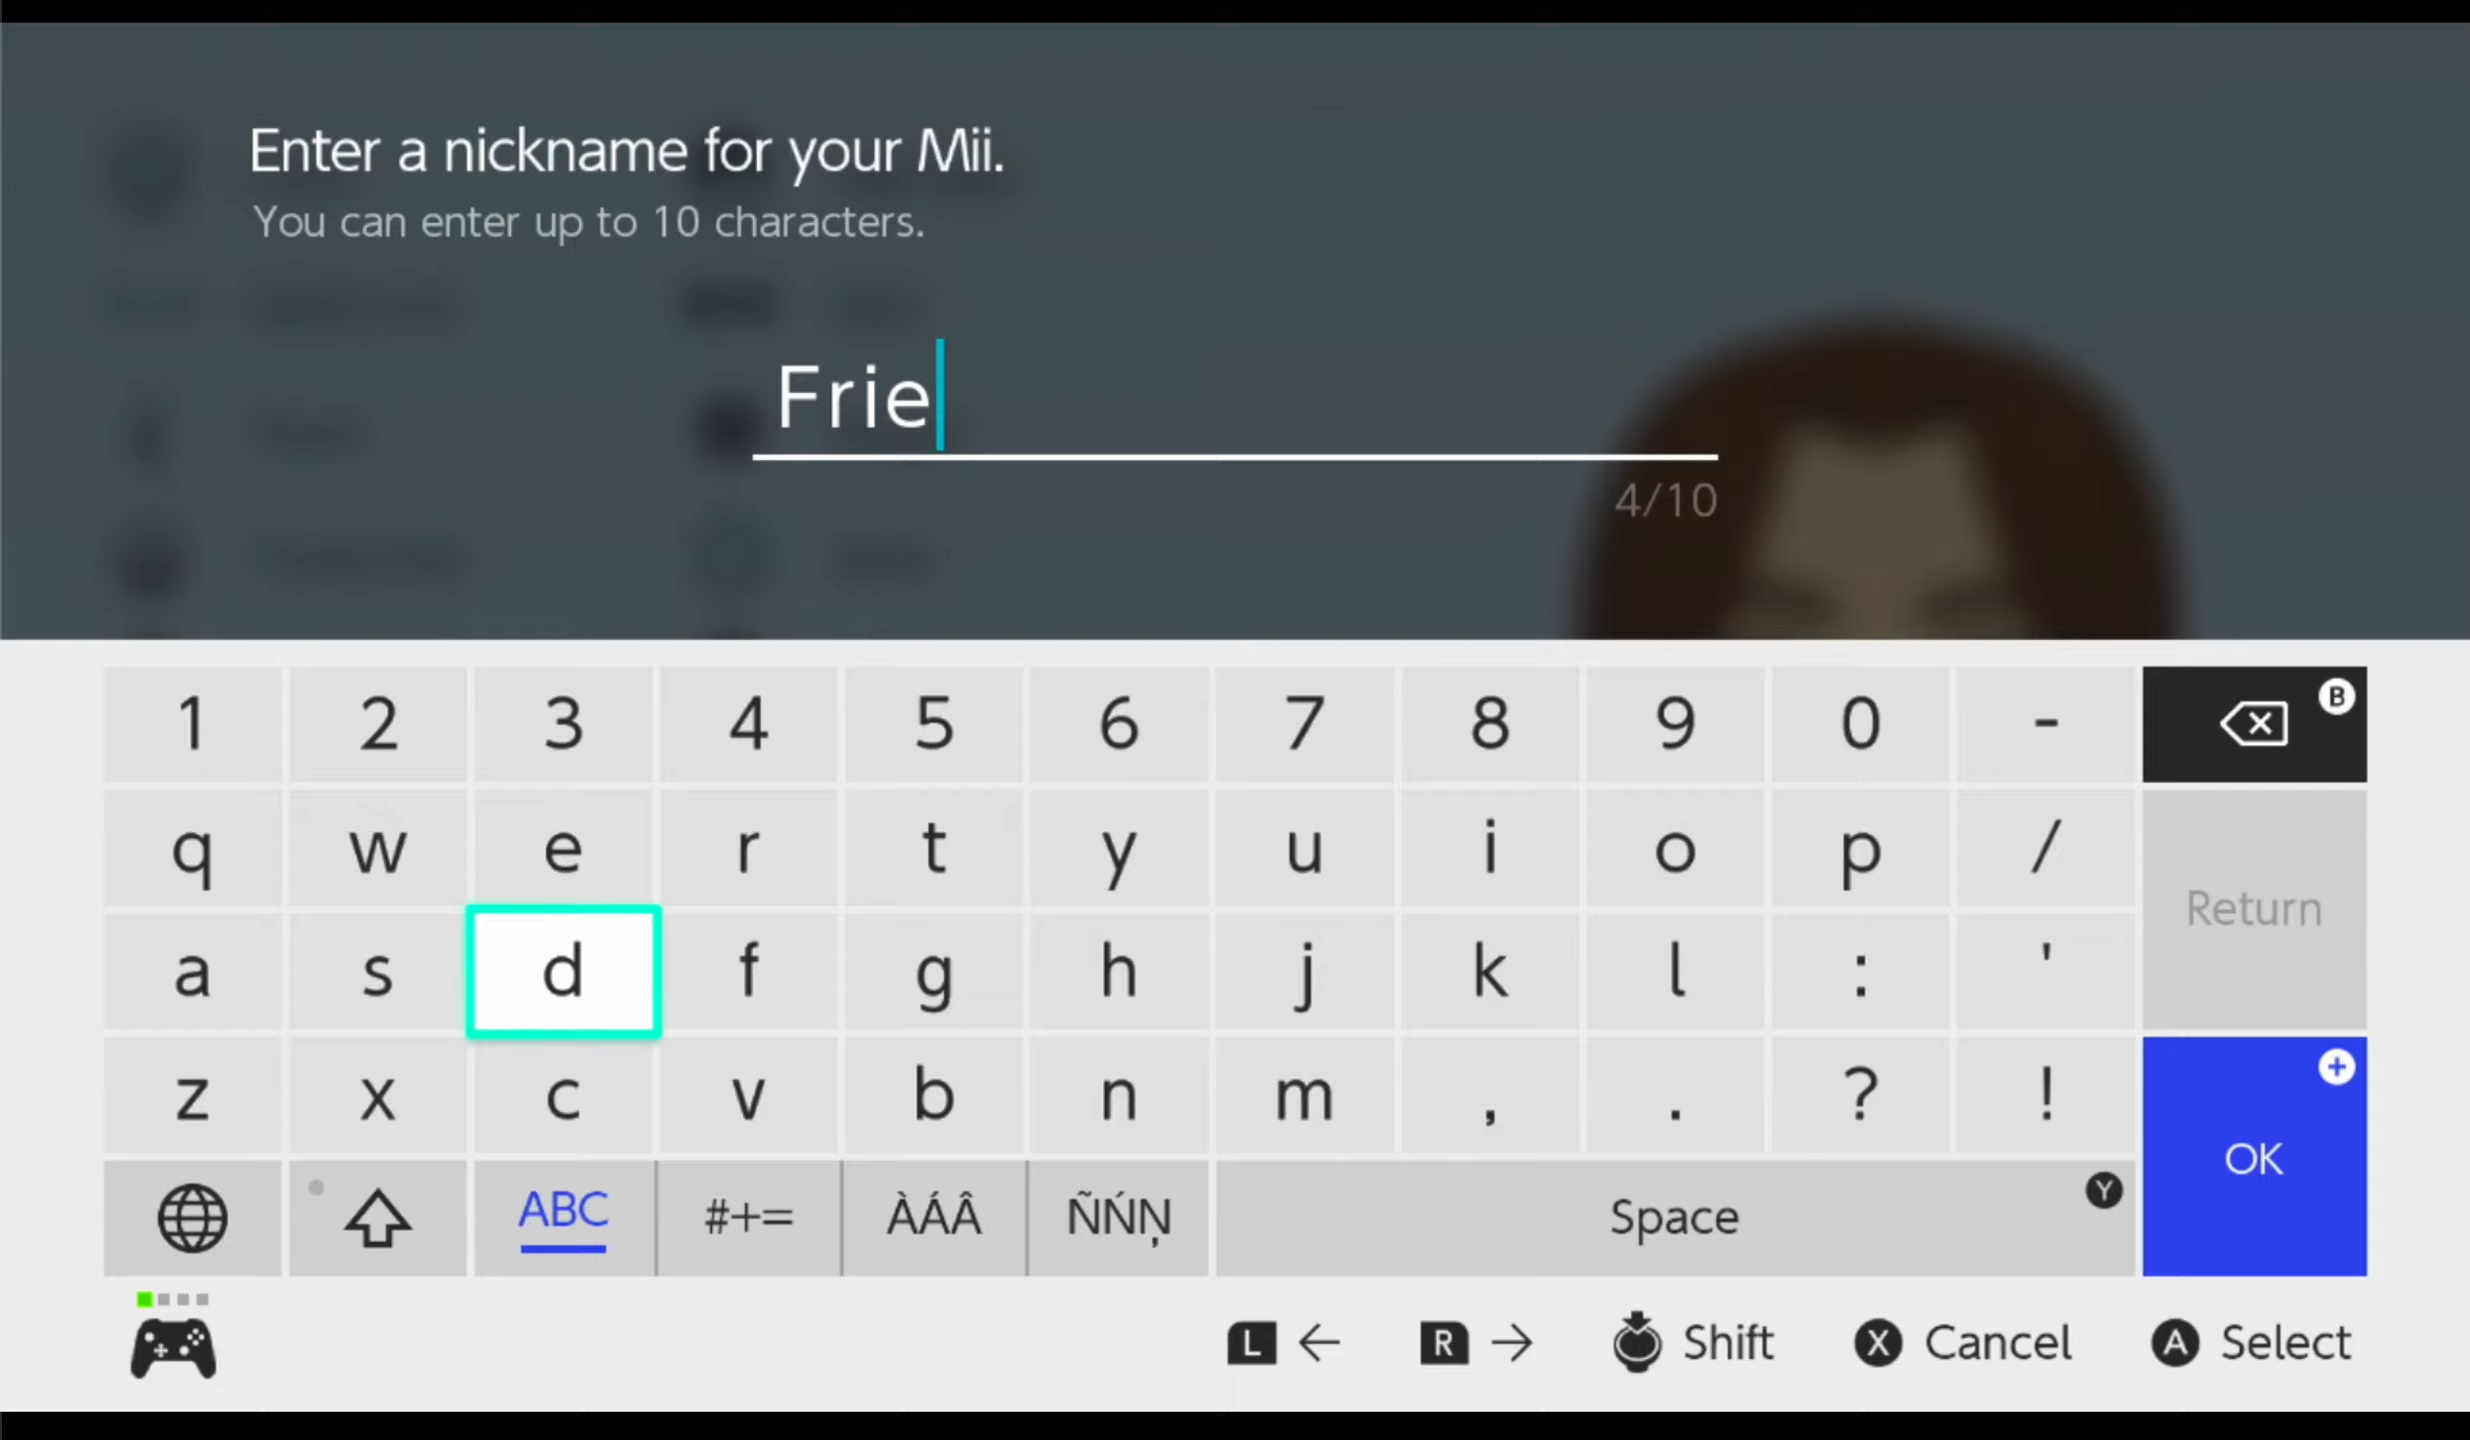 Enter a nickname for your Mii.
You can enter up to 10 characters.
Frie
4/10
1 2 3 4 5 6 7 8 9 0 - B
q w e r t y u i o p /
Return
a s d f g h j k l : '
z x c v b n m , . ? ! +
OK
ABC #+= ÀÁÂ ÑŃŅ Space Y
L ← R → Shift X Cancel A Select